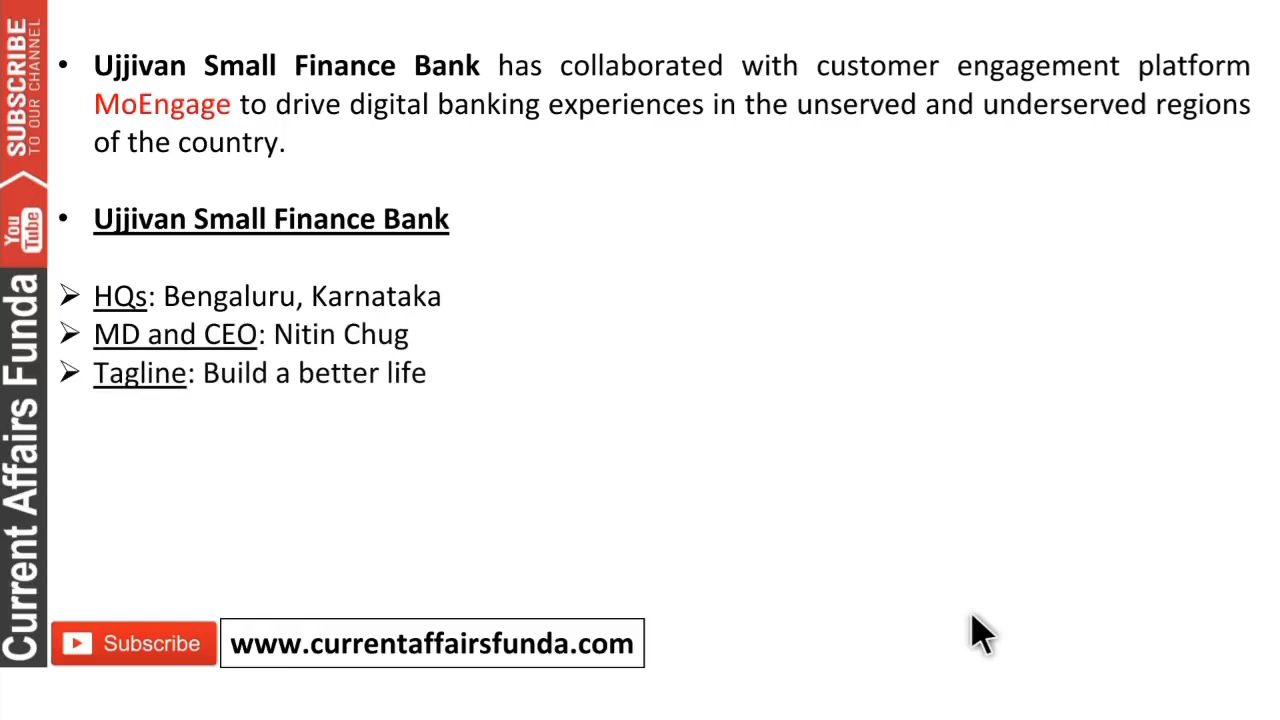 SUBSCRIBE
TO OUR CHANNEL
You
Tube
Current Affairs Funda
• Ujjivan Small Finance Bank has collaborated with customer engagement platform
MoEngage to drive digital banking experiences in the unserved and underserved regions
of the country.
• Ujjivan Small Finance Bank
➢ HQs: Bengaluru, Karnataka
➢ MD and CEO: Nitin Chug
➢ Tagline: Build a better life
Subscribe
www.currentaffairsfunda.com